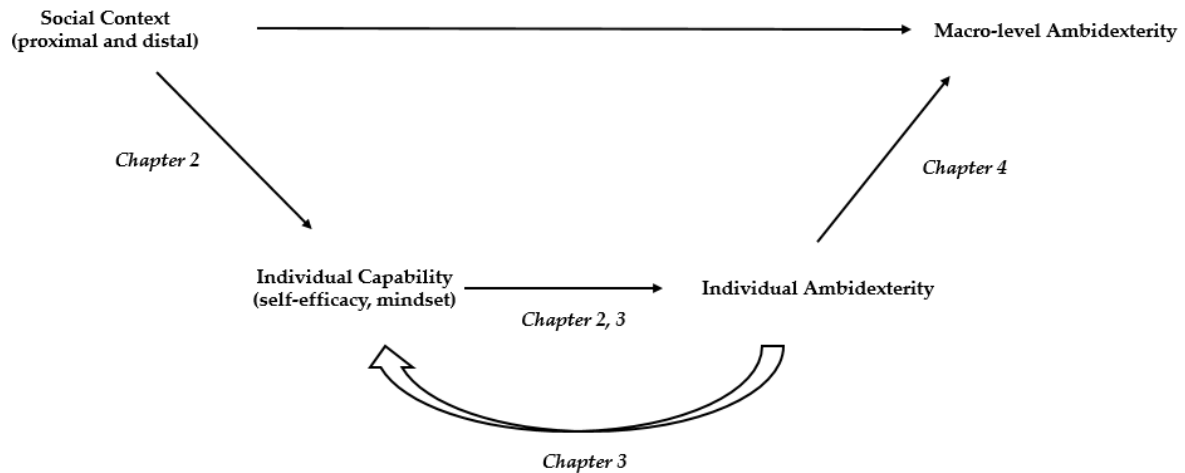 Social Context
(proximal and distal)
Macro-level Ambidexterity
Chapter 2
Chapter 4
Individual Capability
(self-efficacy, mindset)
Individual Ambidexterity
Chapter 2, 3
Chapter 3